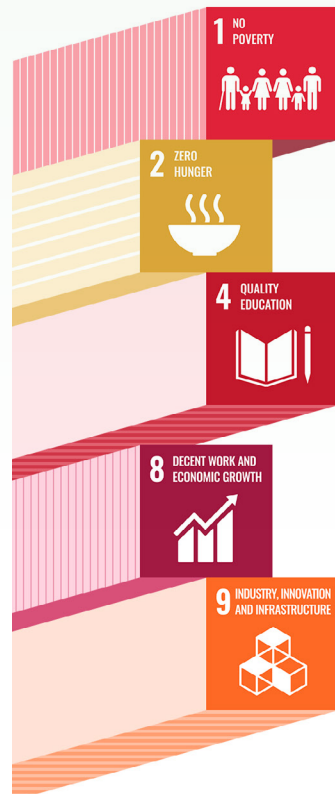 1 NO
POVERTY
2 ZERO
HUNGER
4 QUALITY
EDUCATION
8 DECENT WORK AND
ECONOMIC GROWTH
9 INDUSTRY, INNOVATION
AND INFRASTRUCTURE